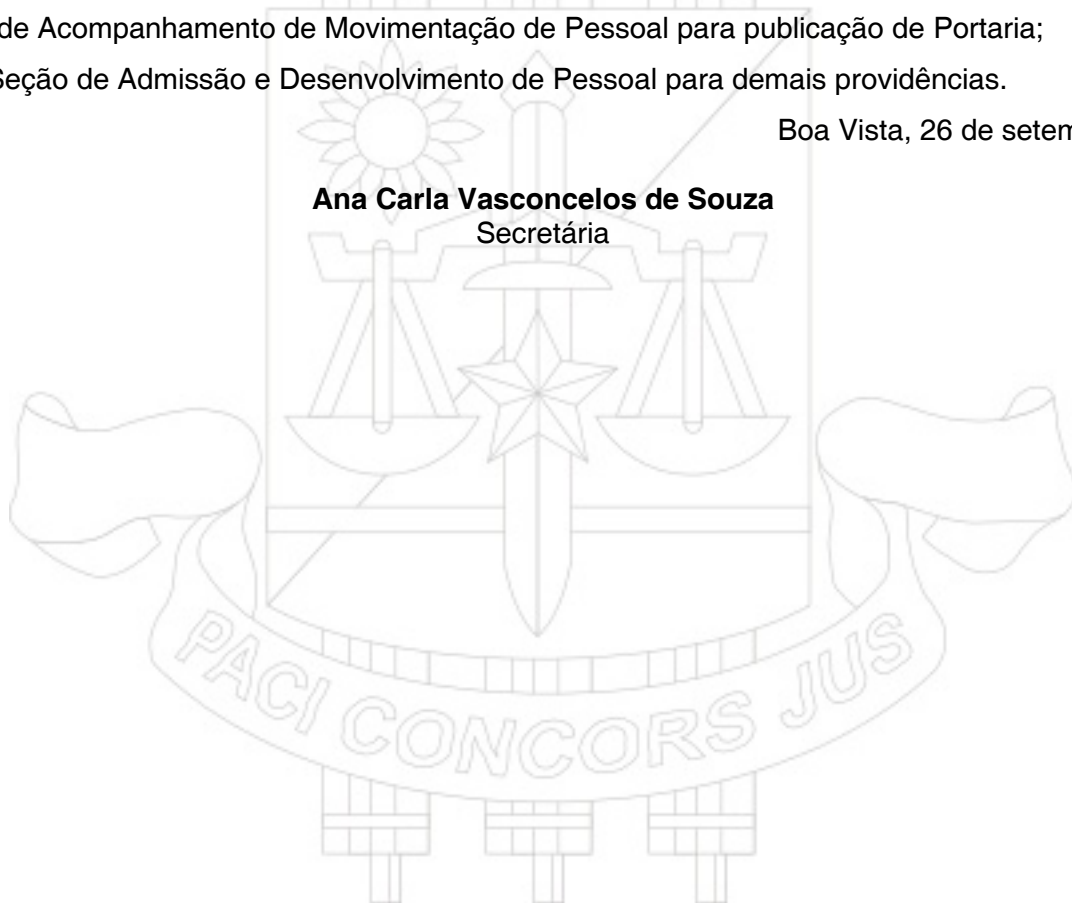 de Acompanhamento de Movimentação de Pessoal para publicação de Portaria;
Seção de Admissão e Desenvolvimento de Pessoal para demais providências.
Boa Vista, 26 de setem
Ana Carla Vasconcelos de Souza
Secretária
PACI CONCORS JUS